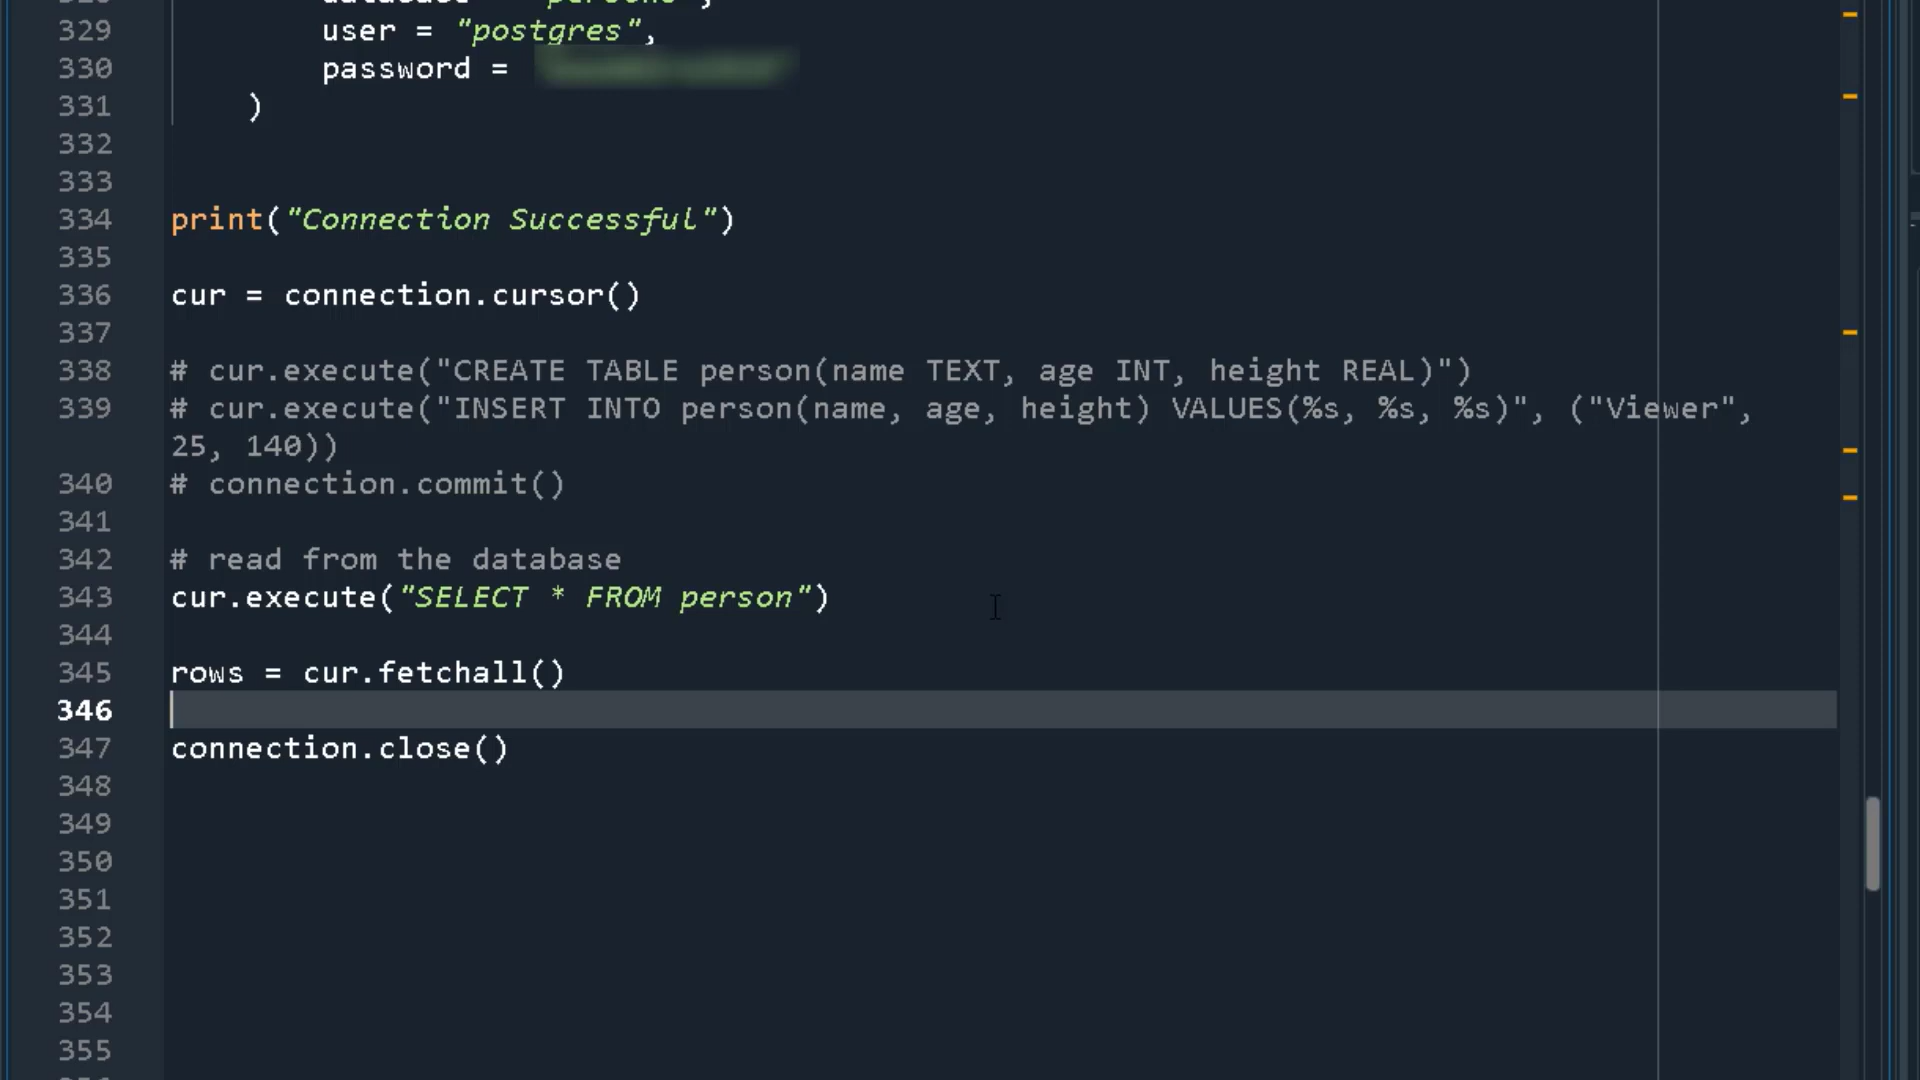 329 user = "postgres",
330 password =
331 )
332
333
334 print("Connection Successful")
335
336 cur = connection.cursor()
337
338 # cur.execute("CREATE TABLE person(name TEXT, age INT, height REAL)")
339 # cur.execute("INSERT INTO person(name, age, height) VALUES(%s, %s, %s)", ("Viewer",
25, 140))
340 # connection.commit()
341
342 # read from the database
343 cur.execute("SELECT * FROM person")
344
345 rows = cur.fetchall()
346
347 connection.close()
348
349
350
351
352
353
354
355